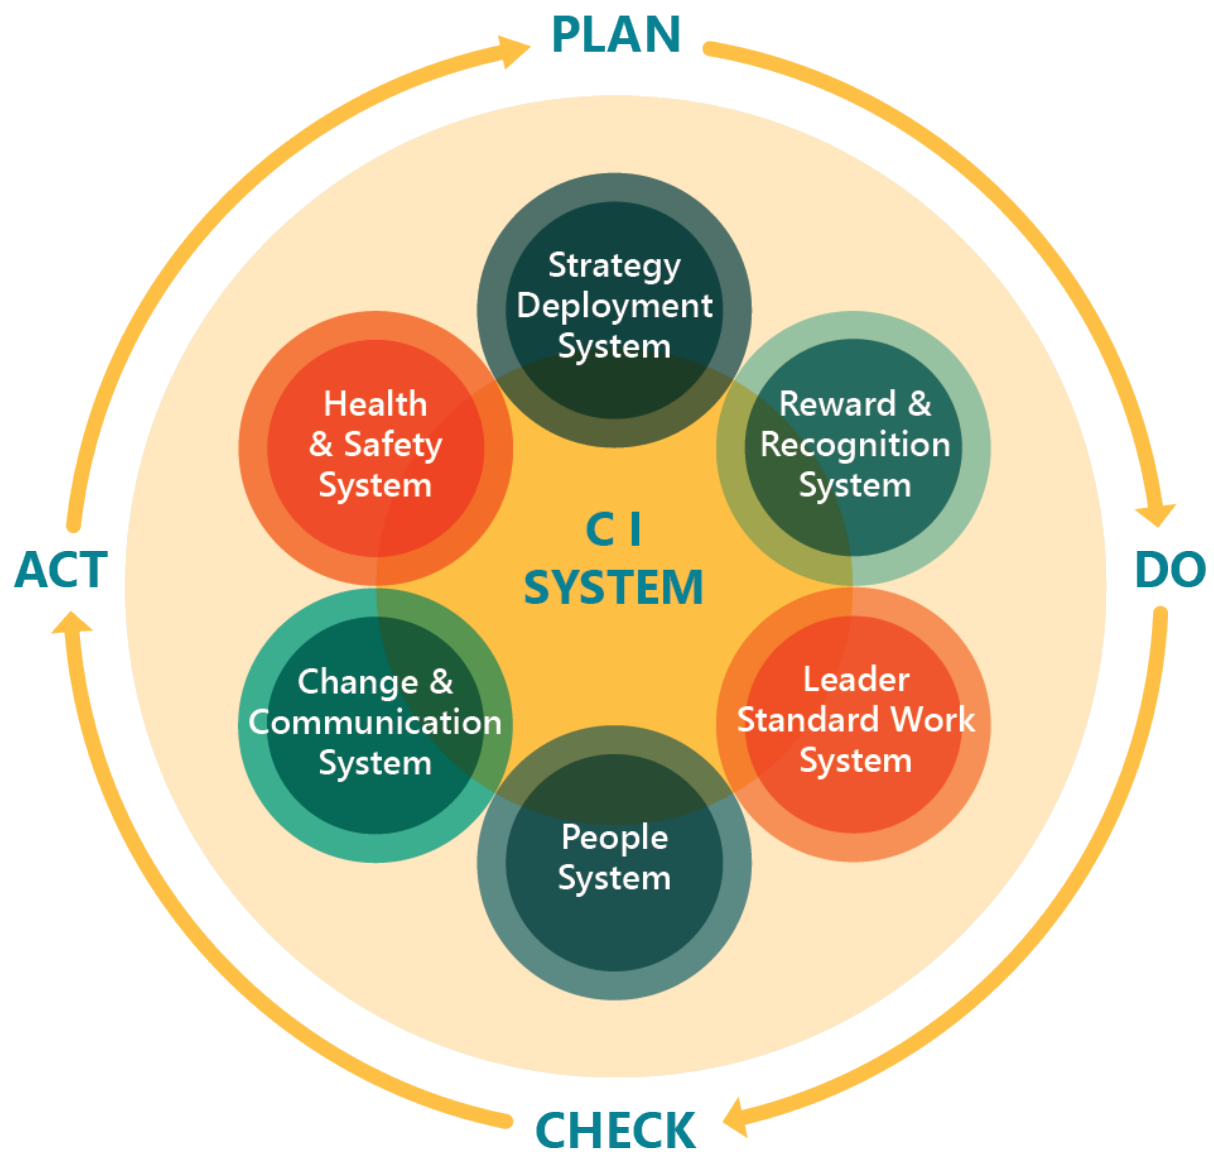 PLAN
Strategy
Deployment
System
Health
& Safety
System
Reward &
Recognition
System
C I
SYSTEM
ACT
DO
Change &
Communication
System
Leader
Standard Work
System
People
System
CHECK